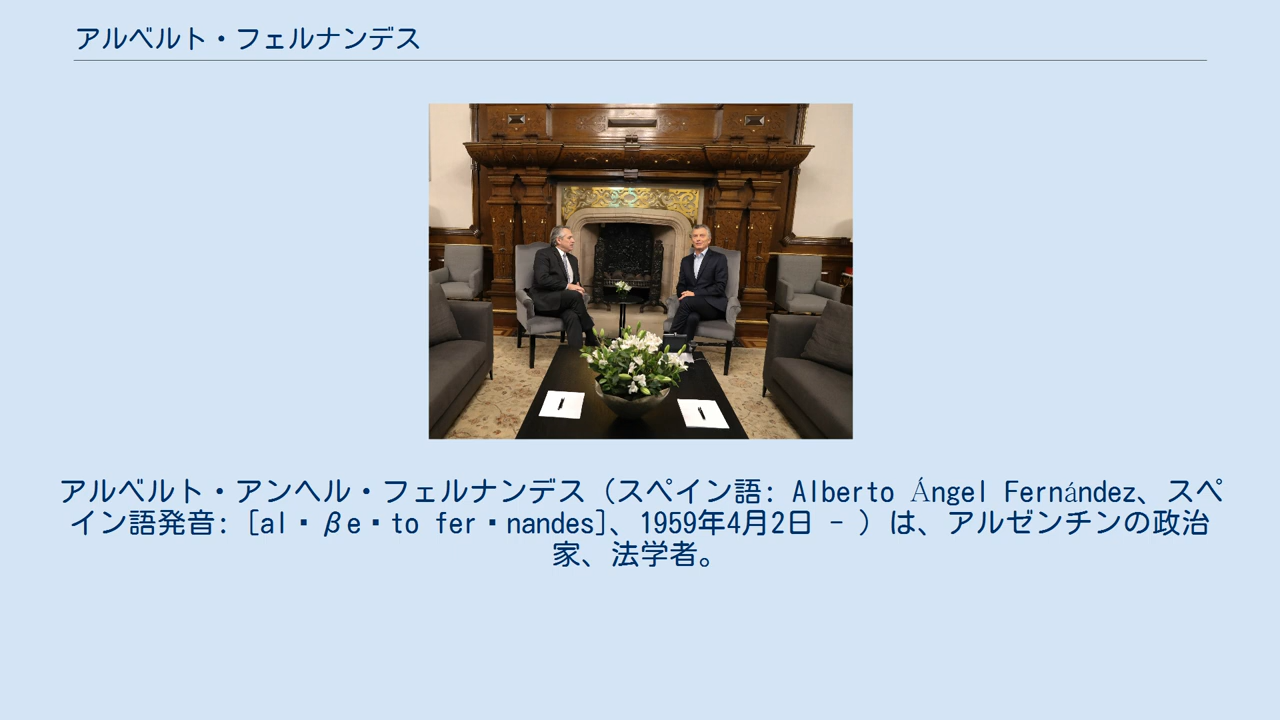 アルベルト・フェルナンデス
アルベルト・アンヘル・フェルナンデス（スペイン語: Alberto Ángel Fernández、スペ
イン語発音: [al・βe・to fer・nandes]、1959年4月2日 - ）は、アルゼンチンの政治
家、法学者。